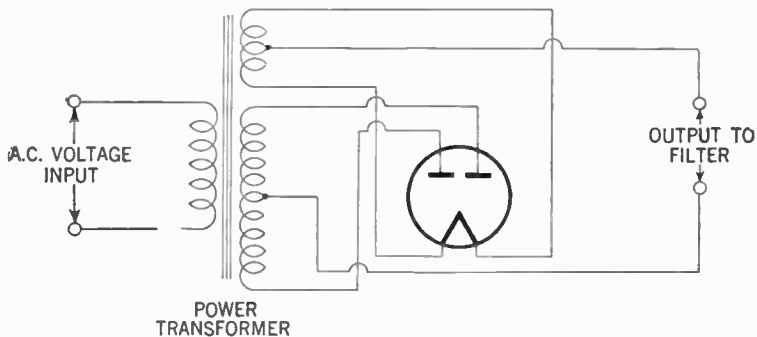 A.C. VOLTAGE
INPUT
OUTPUT TO
FILTER
POWER
TRANSFORMER